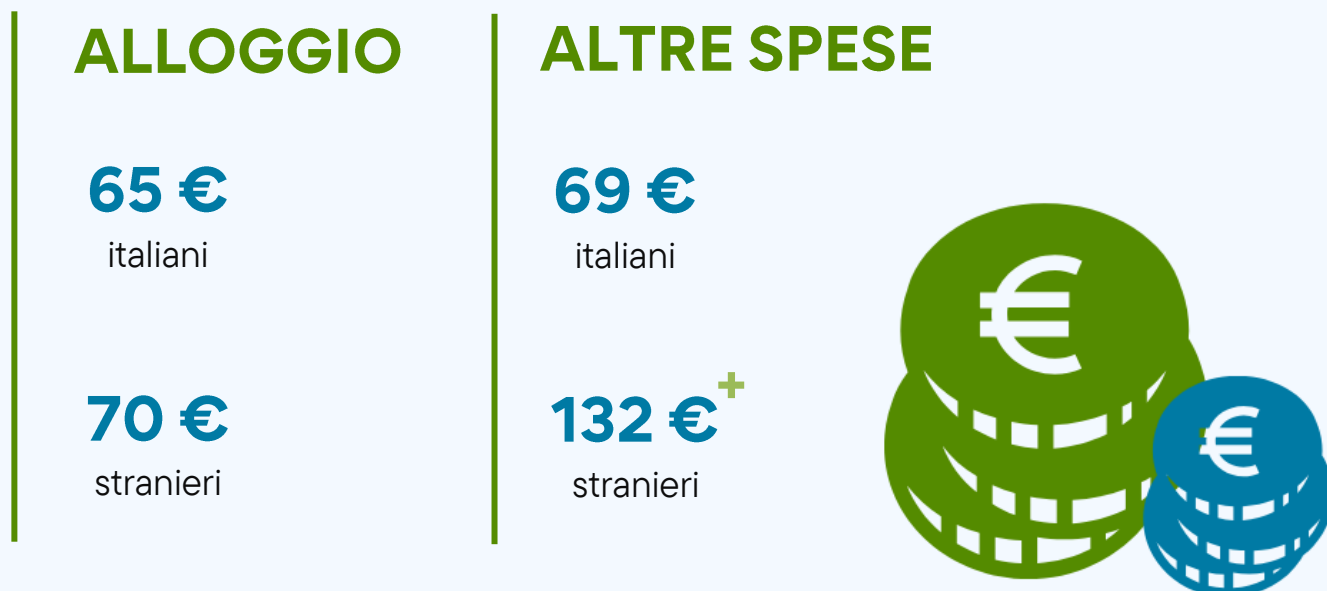 ALLOGGIO
65 €
italiani
70 €
stranieri
ALTRE SPESE
69 €
italiani
132 €+
stranieri
€
€